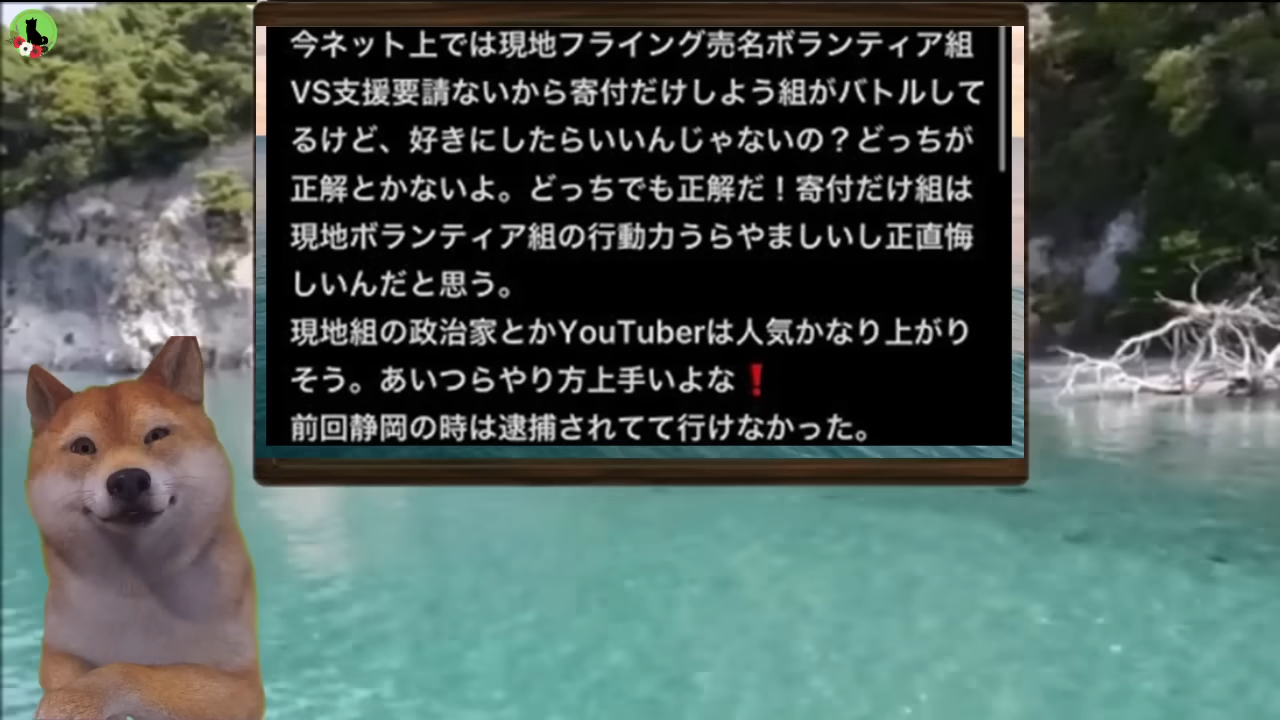 今ネット上では現地フライング売名ボランティア組
VS支援要請ないから寄付だけしよう組がバトルして
るけど、好きにしたらいいんじゃないの？どっちが
正解とかないよ。どっちでも正解だ！寄付だけ組は
現地ボランティア組の行動力うらやましいし正直悔
しいんだと思う。
現地組の政治家とかYouTuberは人気かなり上がり
そう。あいつらやり方上手いよな❗
前回静岡の時は逮捕されてて行けなかった。